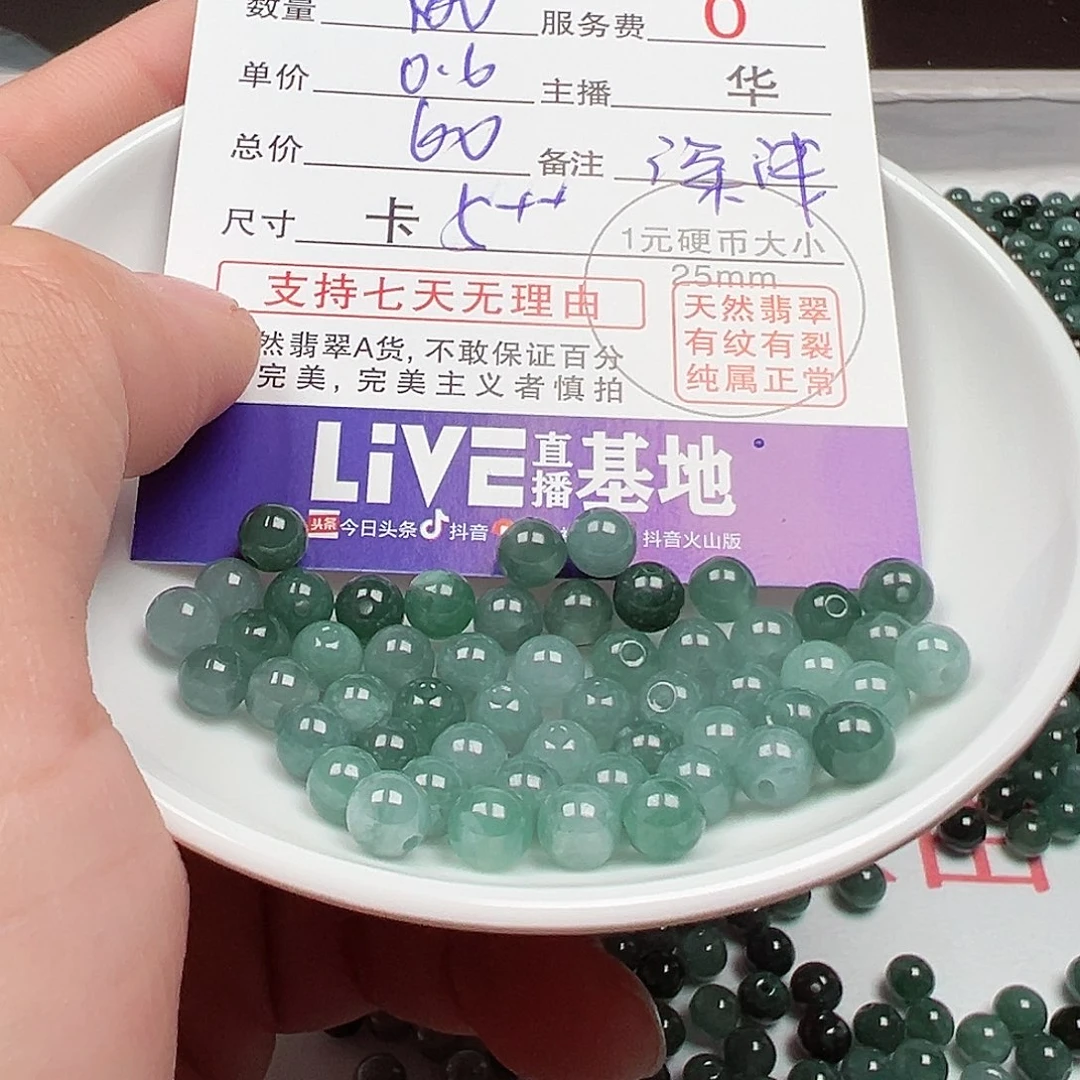 数量 100 服务费 0
单价 0.6 主播 华
总价 60 备注
尺寸 卡 5++
1元硬币大小
25mm
支持七天无理由
天然翡翠
有纹有裂
纯属正常
然翡翠A货,不敢保证百分
完美,完美主义者慎拍
LiVE直播基地
头条 今日头条 抖音 抖音火山版